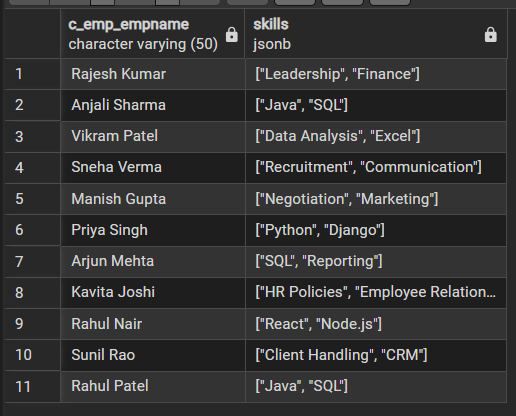 c_emp_empname skills
character varying (50) jsonb
1 Rajesh Kumar ["Leadership", "Finance"]
2 Anjali Sharma ["Java", "SQL"]
3 Vikram Patel ["Data Analysis", "Excel"]
4 Sneha Verma ["Recruitment", "Communication"]
5 Manish Gupta ["Negotiation", "Marketing"]
6 Priya Singh ["Python", "Django"]
7 Arjun Mehta ["SQL", "Reporting"]
8 Kavita Joshi ["HR Policies", "Employee Relation...
9 Rahul Nair ["React", "Node.js"]
10 Sunil Rao ["Client Handling", "CRM"]
11 Rahul Patel ["Java", "SQL"]